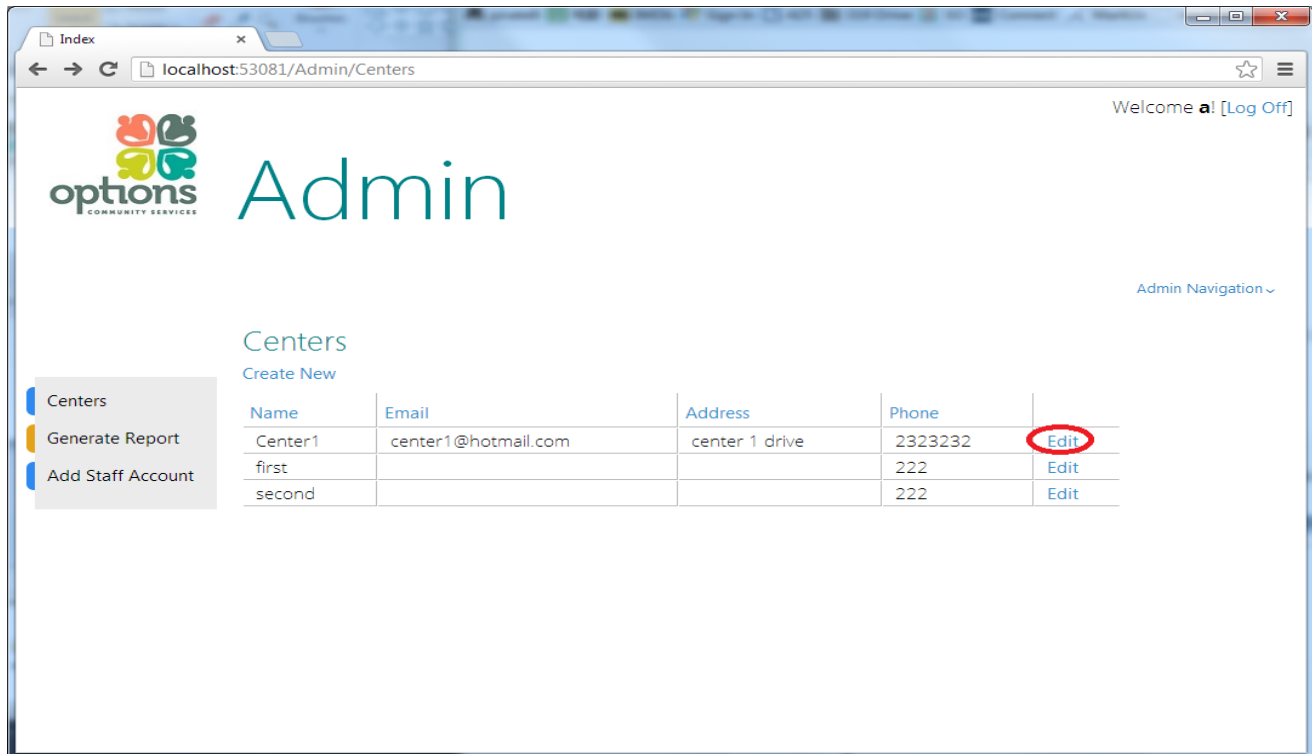 Index
localhost:53081/Admin/Centers
Welcome a! [Log Off]
options
COMMUNITY SERVICES
Admin
Admin Navigation
Centers
Create New
Centers
Generate Report
Add Staff Account
Name Email Address Phone
Center1 center1@hotmail.com center 1 drive 2323232 Edit
first 222 Edit
second 222 Edit